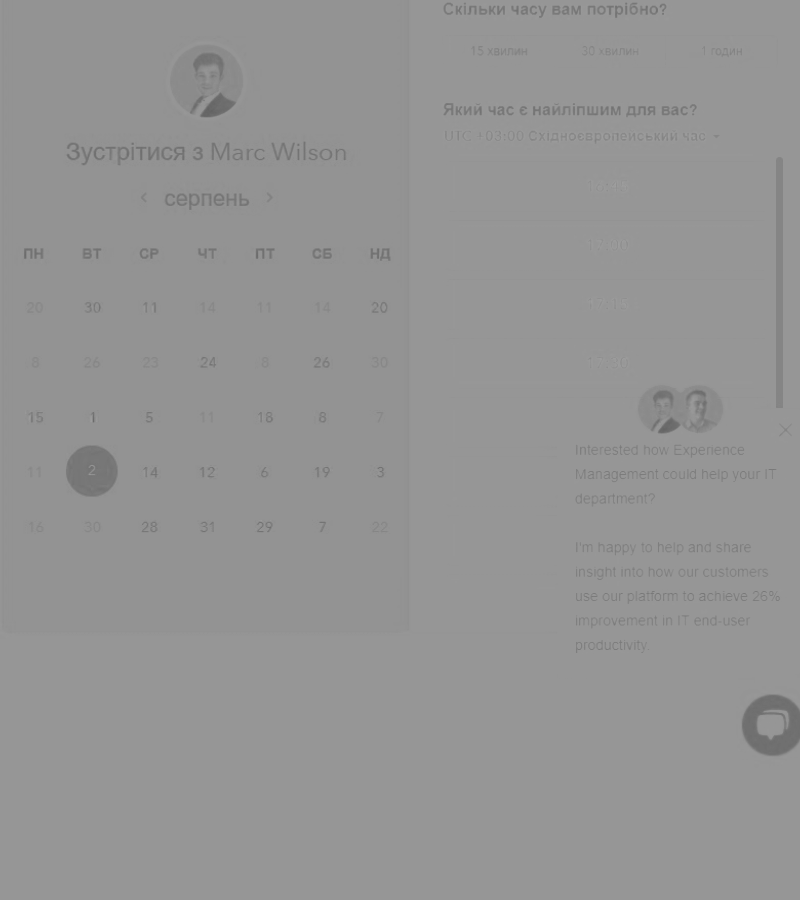 Зустрітися з Marc Wilson
серпень
ПН ВТ СР ЧТ ПТ СБ НД
20 30 11 14 11 14 20
8 26 23 24 8 26 30
15 1 5 11 18 8 7
11 2 14 12 6 19 3
16 30 28 31 29 7 22
Скільки часу вам потрібно?
15 хвилин 30 хвилин 1 годин
Який час є найліпшим для вас?
UTC +03:00 Східноєвропейський час
Interested how Experience
Management could help your IT
department?
I'm happy to help and share
insight into how our customers
use our platform to achieve 26%
improvement in IT end-user
productivity.